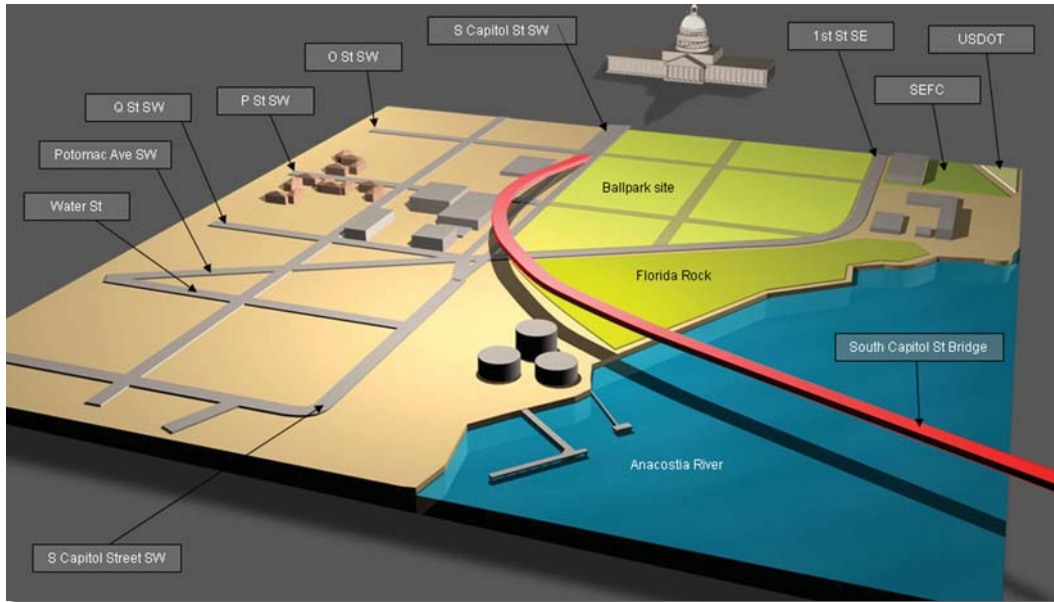 S Capitol St SW
1st St SE
USDOT
O St SW
SEFC
P St SW
Q St SW
Potomac Ave SW
Water St
Ballpark site
Florida Rock
South Capitol St Bridge
Anacostia River
S Capitol Street SW